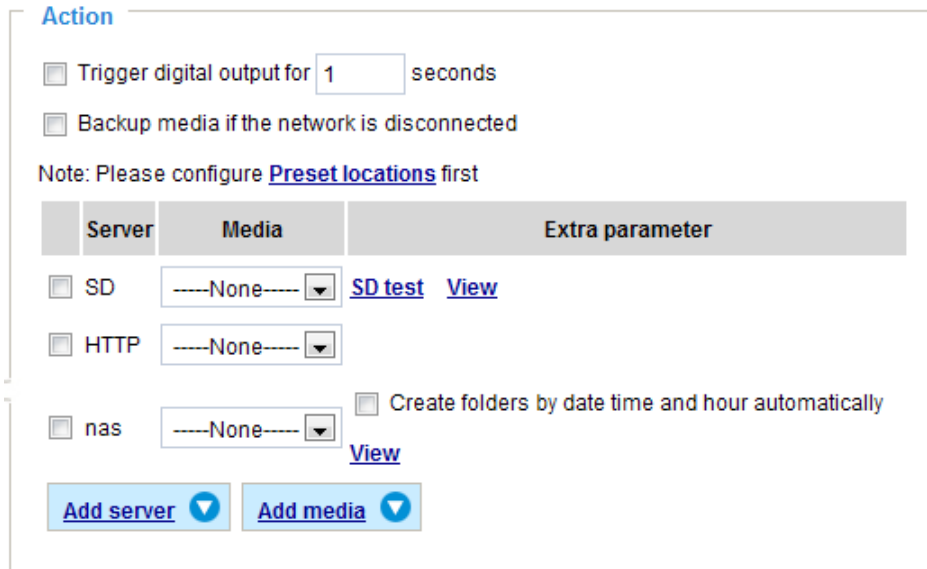 Action
Trigger digital output for 1 seconds
Backup media if the network is disconnected
Note: Please configure Preset locations first
Server Media Extra parameter
SD -----None----- SD test View
HTTP -----None-----
nas -----None----- Create folders by date time and hour automatically
View
Add server Add media